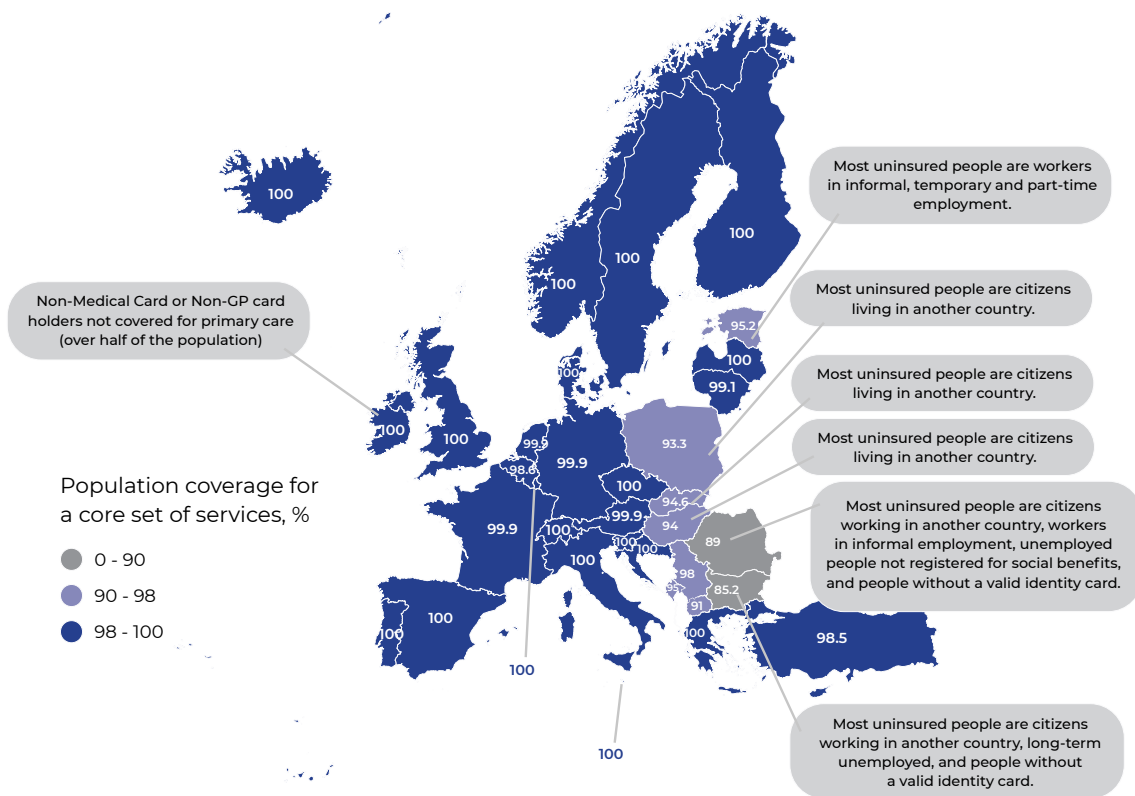 Most uninsured people are workers
in informal, temporary and part-time
employment.
100
100
100
100
Most uninsured people are citizens
living in another country.
Non-Medical Card or Non-GP card
holders not covered for primary care
(over half of the population)
95.2
100
100
99.1
Most uninsured people are citizens
living in another country.
100
100
99.9
98.6
99.9
93.3
Most uninsured people are citizens
living in another country.
Population coverage for
a core set of services, %
0 - 90
90 - 98
98 - 100
100
94.6
99.9
99.9
94
100
100
100
100
89
Most uninsured people are citizens
working in another country, workers
in informal employment, unemployed
people not registered for social benefits,
and people without a valid identity card.
98
85.2
91
100
100
100
98.5
100
100
Most uninsured people are citizens
working in another country, long-term
unemployed, and people without
a valid identity card.